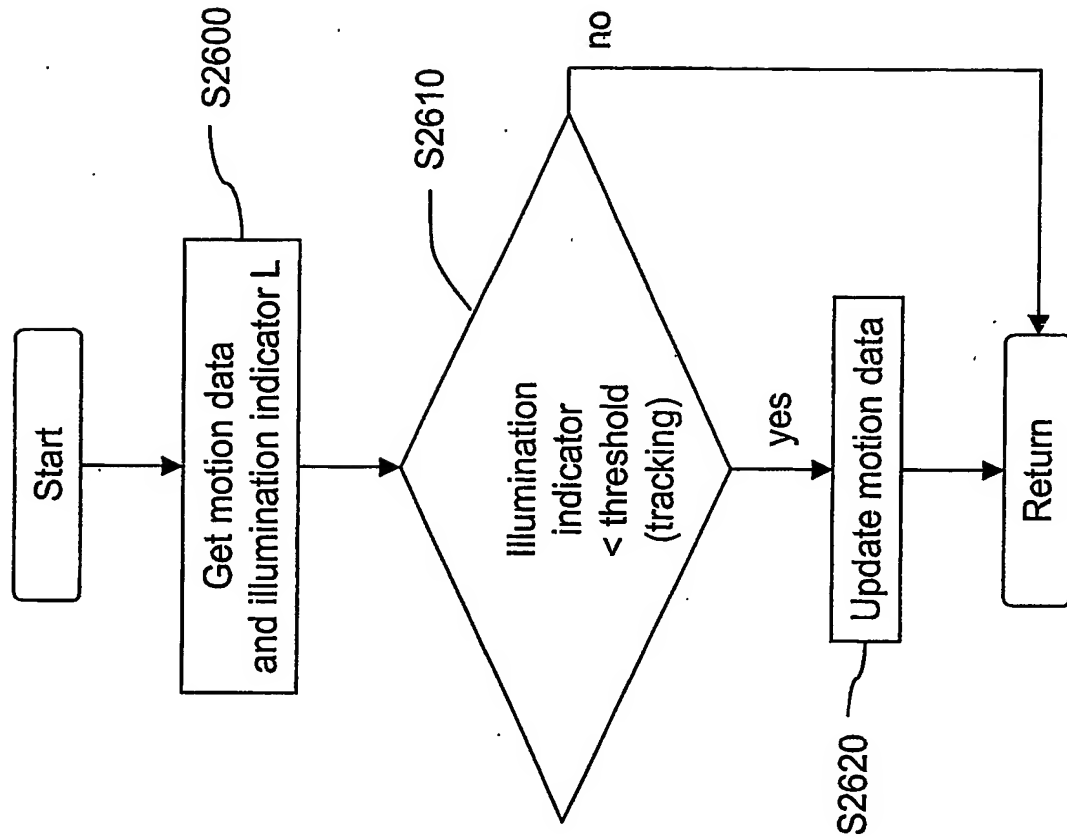 Start
Get motion data
and illumination indicator L
S2600
Illumination
indicator
< threshold
(tracking)
S2610
no
yes
Update motion data
S2620
Return